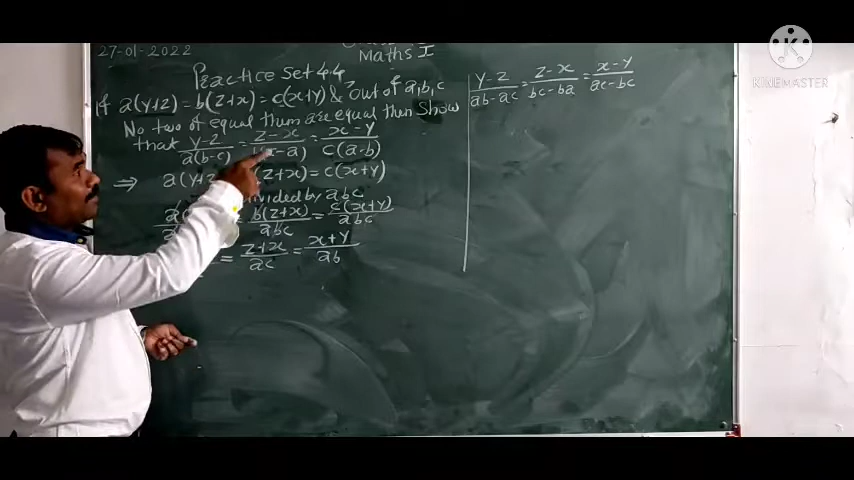 27-01-2022
Maths I
Practice Set 4.4
If a(y+z) = b(z+x) = c(x+y) & out of a,b,c
No two of equal them are equal then show
that y-z/a(b-c) = z-x/ -a) = x-y/c(a-b)
⇒ a(y+z (z+x) = c(x+y)
divided by abc
a = b(z+x)/abc = c(x+y)/abc
= z+x/ac = x+y/ab
y-z/ab-ac = z-x/bc-ba = x-y/ac-bc
KINEMASTER